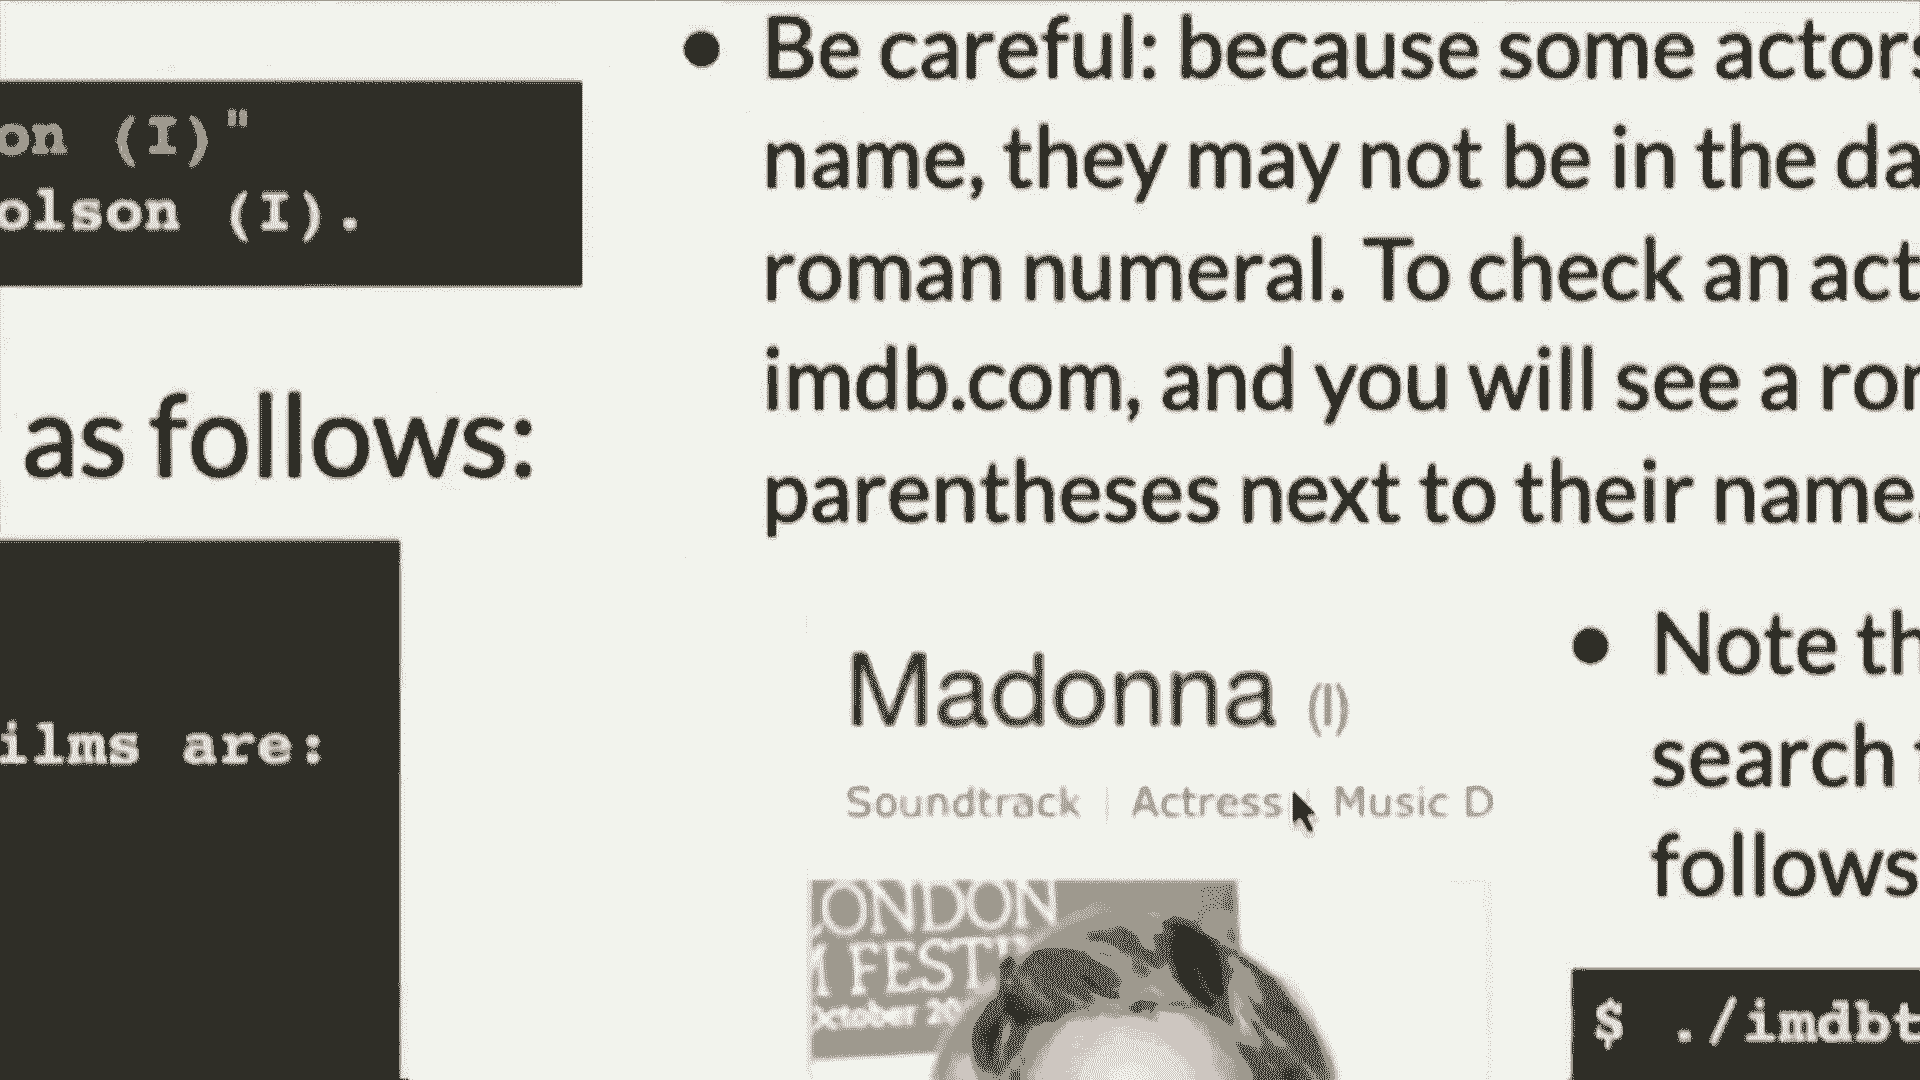 on (I)"
olson (I).
as follows:
ilms are:
• Be careful: because some actors
name, they may not be in the da
roman numeral. To check an act
imdb.com, and you will see a ror
parentheses next to their name.
Madonna (I)
Soundtrack | Actress | Music D
ONDON
FEST
October 20
• Note th
search
follows
$ ./imdbt